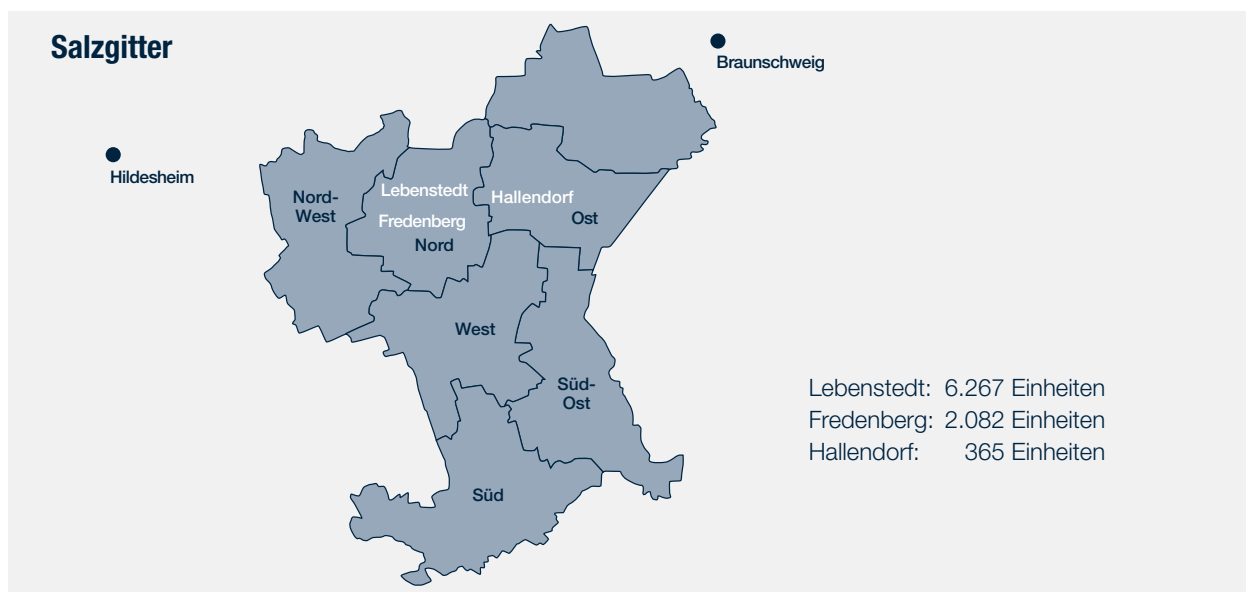 Salzgitter
Braunschweig
Hildesheim
Nord-
West
Lebenstedt
Fredenberg
Nord
Hallendorf
Ost
West
Süd-
Ost
Süd
Lebenstedt: 6.267 Einheiten
Fredenberg: 2.082 Einheiten
Hallendorf: 365 Einheiten